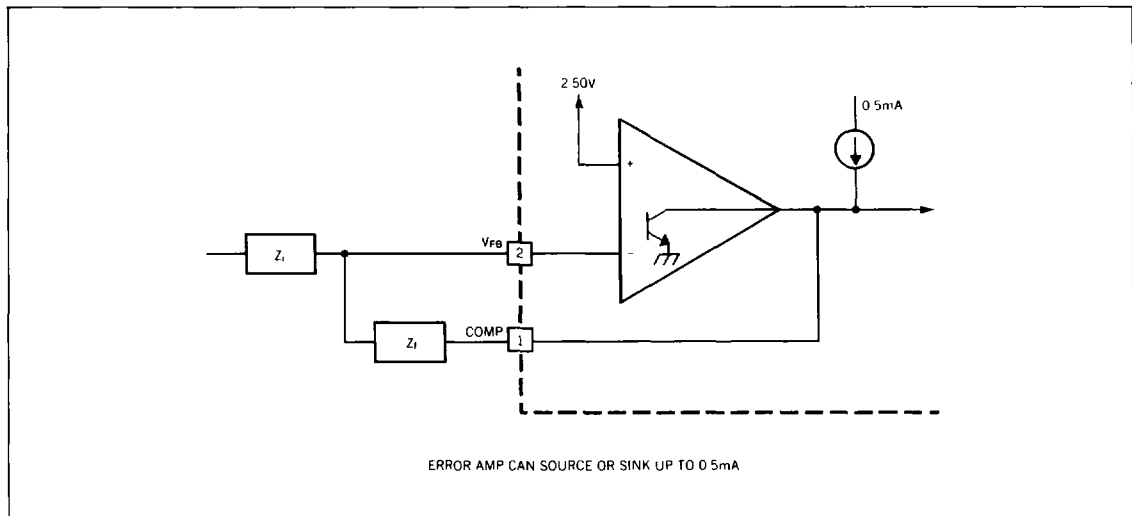 2 50V
0 5mA
+
VFB
2
−
Zı
COMP
1
Zf
ERROR AMP CAN SOURCE OR SINK UP TO 0 5mA